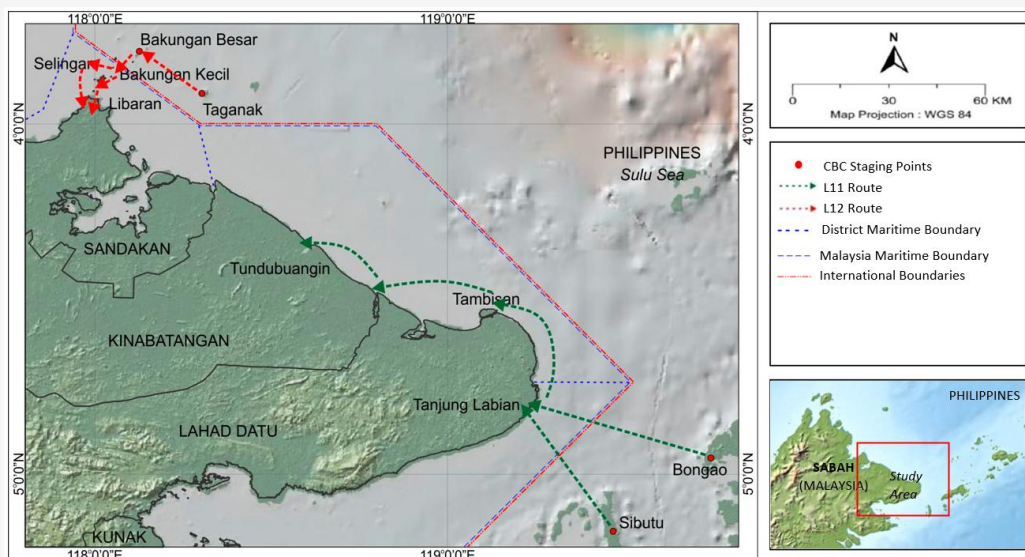 118°0'0"E
119°0'0"E
Bakungan Besar
Selingan
Bakungan Kecil
Libaran
Taganak
4°0'0"N
4°0'0"N
PHILIPPINES
Sulu Sea
SANDAKAN
Tundubuangin
Tambisan
KINABATANGAN
Tanjung Labian
LAHAD DATU
Bongao
5°0'0"N
5°0'0"N
Sibutu
KUNAK
118°0'0"E
119°0'0"E
N
0 30 60 KM
Map Projection : WGS 84
CBC Staging Points
L11 Route
L12 Route
District Maritime Boundary
Malaysia Maritime Boundary
International Boundaries
PHILIPPINES
SABAH
(MALAYSIA)
Study
Area